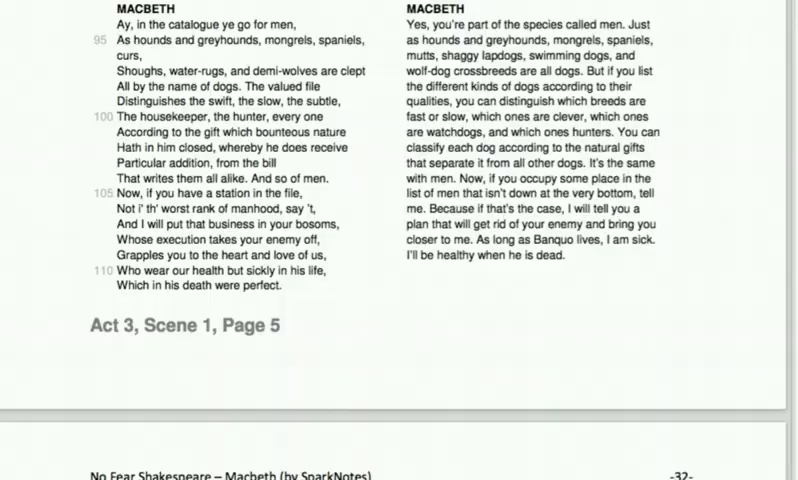 MACBETH
Ay, in the catalogue ye go for men,
95 As hounds and greyhounds, mongrels, spaniels,
curs,
Shoughs, water-rugs, and demi-wolves are clept
All by the name of dogs. The valued file
Distinguishes the swift, the slow, the subtle,
100 The housekeeper, the hunter, every one
According to the gift which bounteous nature
Hath in him closed, whereby he does receive
Particular addition, from the bill
That writes them all alike. And so of men.
105 Now, if you have a station in the file,
Not i' th' worst rank of manhood, say 't,
And I will put that business in your bosoms,
Whose execution takes your enemy off,
Grapples you to the heart and love of us,
110 Who wear our health but sickly in his life,
Which in his death were perfect.
MACBETH
Yes, you're part of the species called men. Just
as hounds and greyhounds, mongrels, spaniels,
mutts, shaggy lapdogs, swimming dogs, and
wolf-dog crossbreeds are all dogs. But if you list
the different kinds of dogs according to their
qualities, you can distinguish which breeds are
fast or slow, which ones are clever, which ones
are watchdogs, and which ones hunters. You can
classify each dog according to the natural gifts
that separate it from all other dogs. It's the same
with men. Now, if you occupy some place in the
list of men that isn't down at the very bottom, tell
me. Because if that's the case, I will tell you a
plan that will get rid of your enemy and bring you
closer to me. As long as Banquo lives, I am sick.
I'll be healthy when he is dead.
Act 3, Scene 1, Page 5
No Fear Shakespeare – Macbeth (by SparkNotes)
-32-